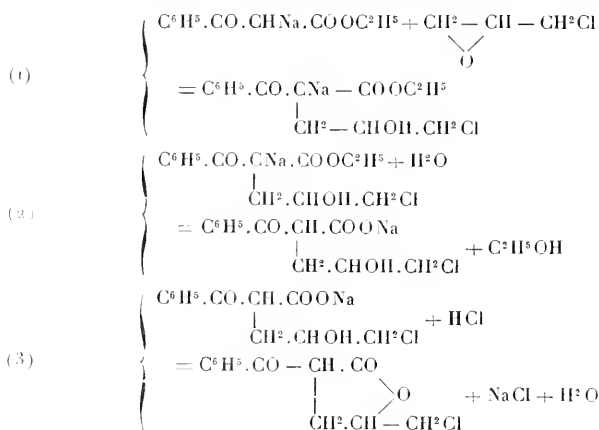 C⁶H⁵.CO.CHNa.COOC²H⁵ + CH² — CH — CH²Cl
O
(1)
= C⁶H⁵.CO.CNa — COOC²H⁵
CH² — CHOH.CH²Cl
C⁶H⁵.CO.CNa.COOC²H⁵ + H²O
CH².CHOH.CH²Cl
(2)
= C⁶H⁵.CO.CH.COONa
+ C²H⁵OH
CH².CHOH.CH²Cl
C⁶H⁵.CO.CH.COONa
+ HCl
CH².CHOH.CH²Cl
(3)
= C⁶H⁵.CO — CH.CO
O + NaCl + H²O
CH².CH — CH²Cl